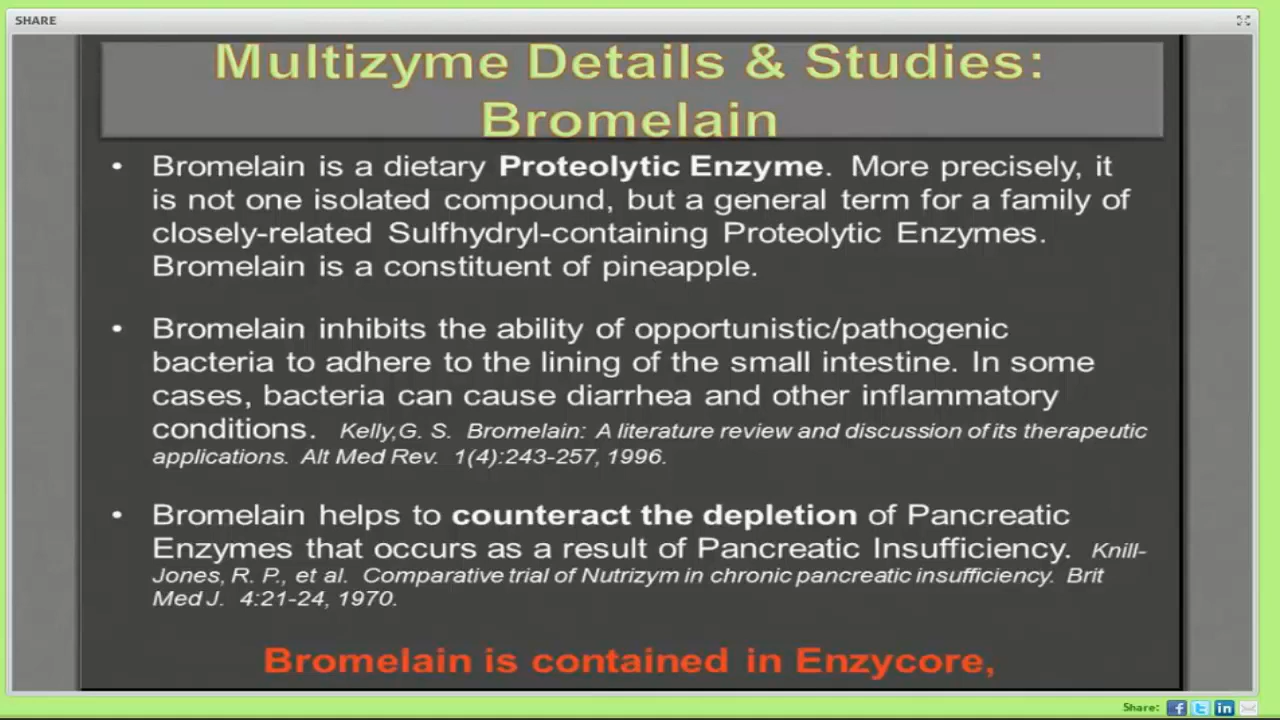 SHARE
Multizyme Details & Studies:
Bromelain
• Bromelain is a dietary Proteolytic Enzyme. More precisely, it
is not one isolated compound, but a general term for a family of
closely-related Sulfhydryl-containing Proteolytic Enzymes.
Bromelain is a constituent of pineapple.
• Bromelain inhibits the ability of opportunistic/pathogenic
bacteria to adhere to the lining of the small intestine. In some
cases, bacteria can cause diarrhea and other inflammatory
conditions. Kelly,G. S. Bromelain: A literature review and discussion of its therapeutic
applications. Alt Med Rev. 1(4):243-257, 1996.
• Bromelain helps to counteract the depletion of Pancreatic
Enzymes that occurs as a result of Pancreatic Insufficiency. Knill-
Jones, R. P., et al. Comparative trial of Nutrizym in chronic pancreatic insufficiency. Brit
Med J. 4:21-24, 1970.
Bromelain is contained in Enzycore,
Share: f t in